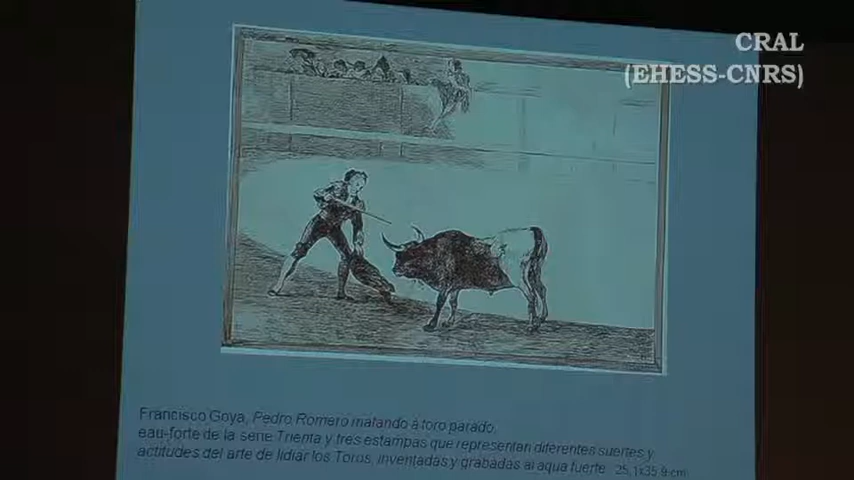 CRAL
(EHESS-CNRS)
Francisco Goya, Pedro Romero matando a toro parado,
eau-forte de la serie Trienta y tres estampas que representan diferentes suertes y
actitudes del arte de lidiar los Toros, inventadas y grabadas al aqua fuerte. 25,1x35,9 cm